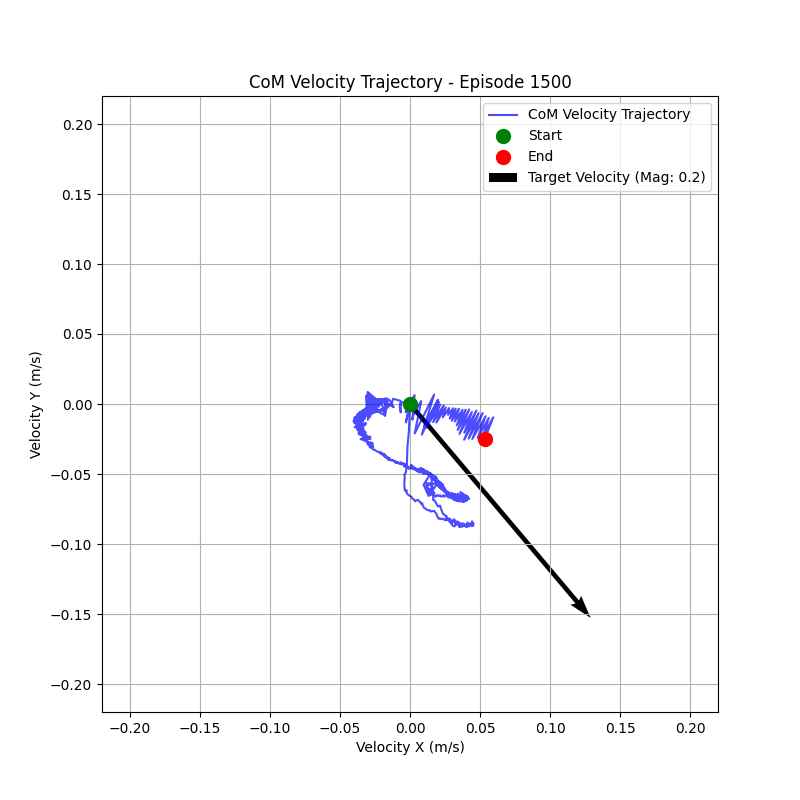 CoM Velocity Trajectory - Episode 1500
CoM Velocity Trajectory
Start
End
Target Velocity (Mag: 0.2)
Velocity Y (m/s)
0.20
0.15
0.10
0.05
0.00
−0.05
−0.10
−0.15
−0.20
−0.20 −0.15 −0.10 −0.05 0.00 0.05 0.10 0.15 0.20
Velocity X (m/s)